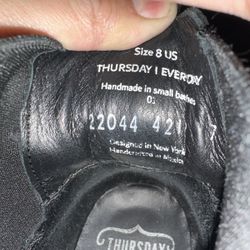 Size 8 US
THURSDAY | EVERYDAY
Handmade in small batches
22044 421 7
Designed in New York
Handcrafted in Mexico
THURSDAY